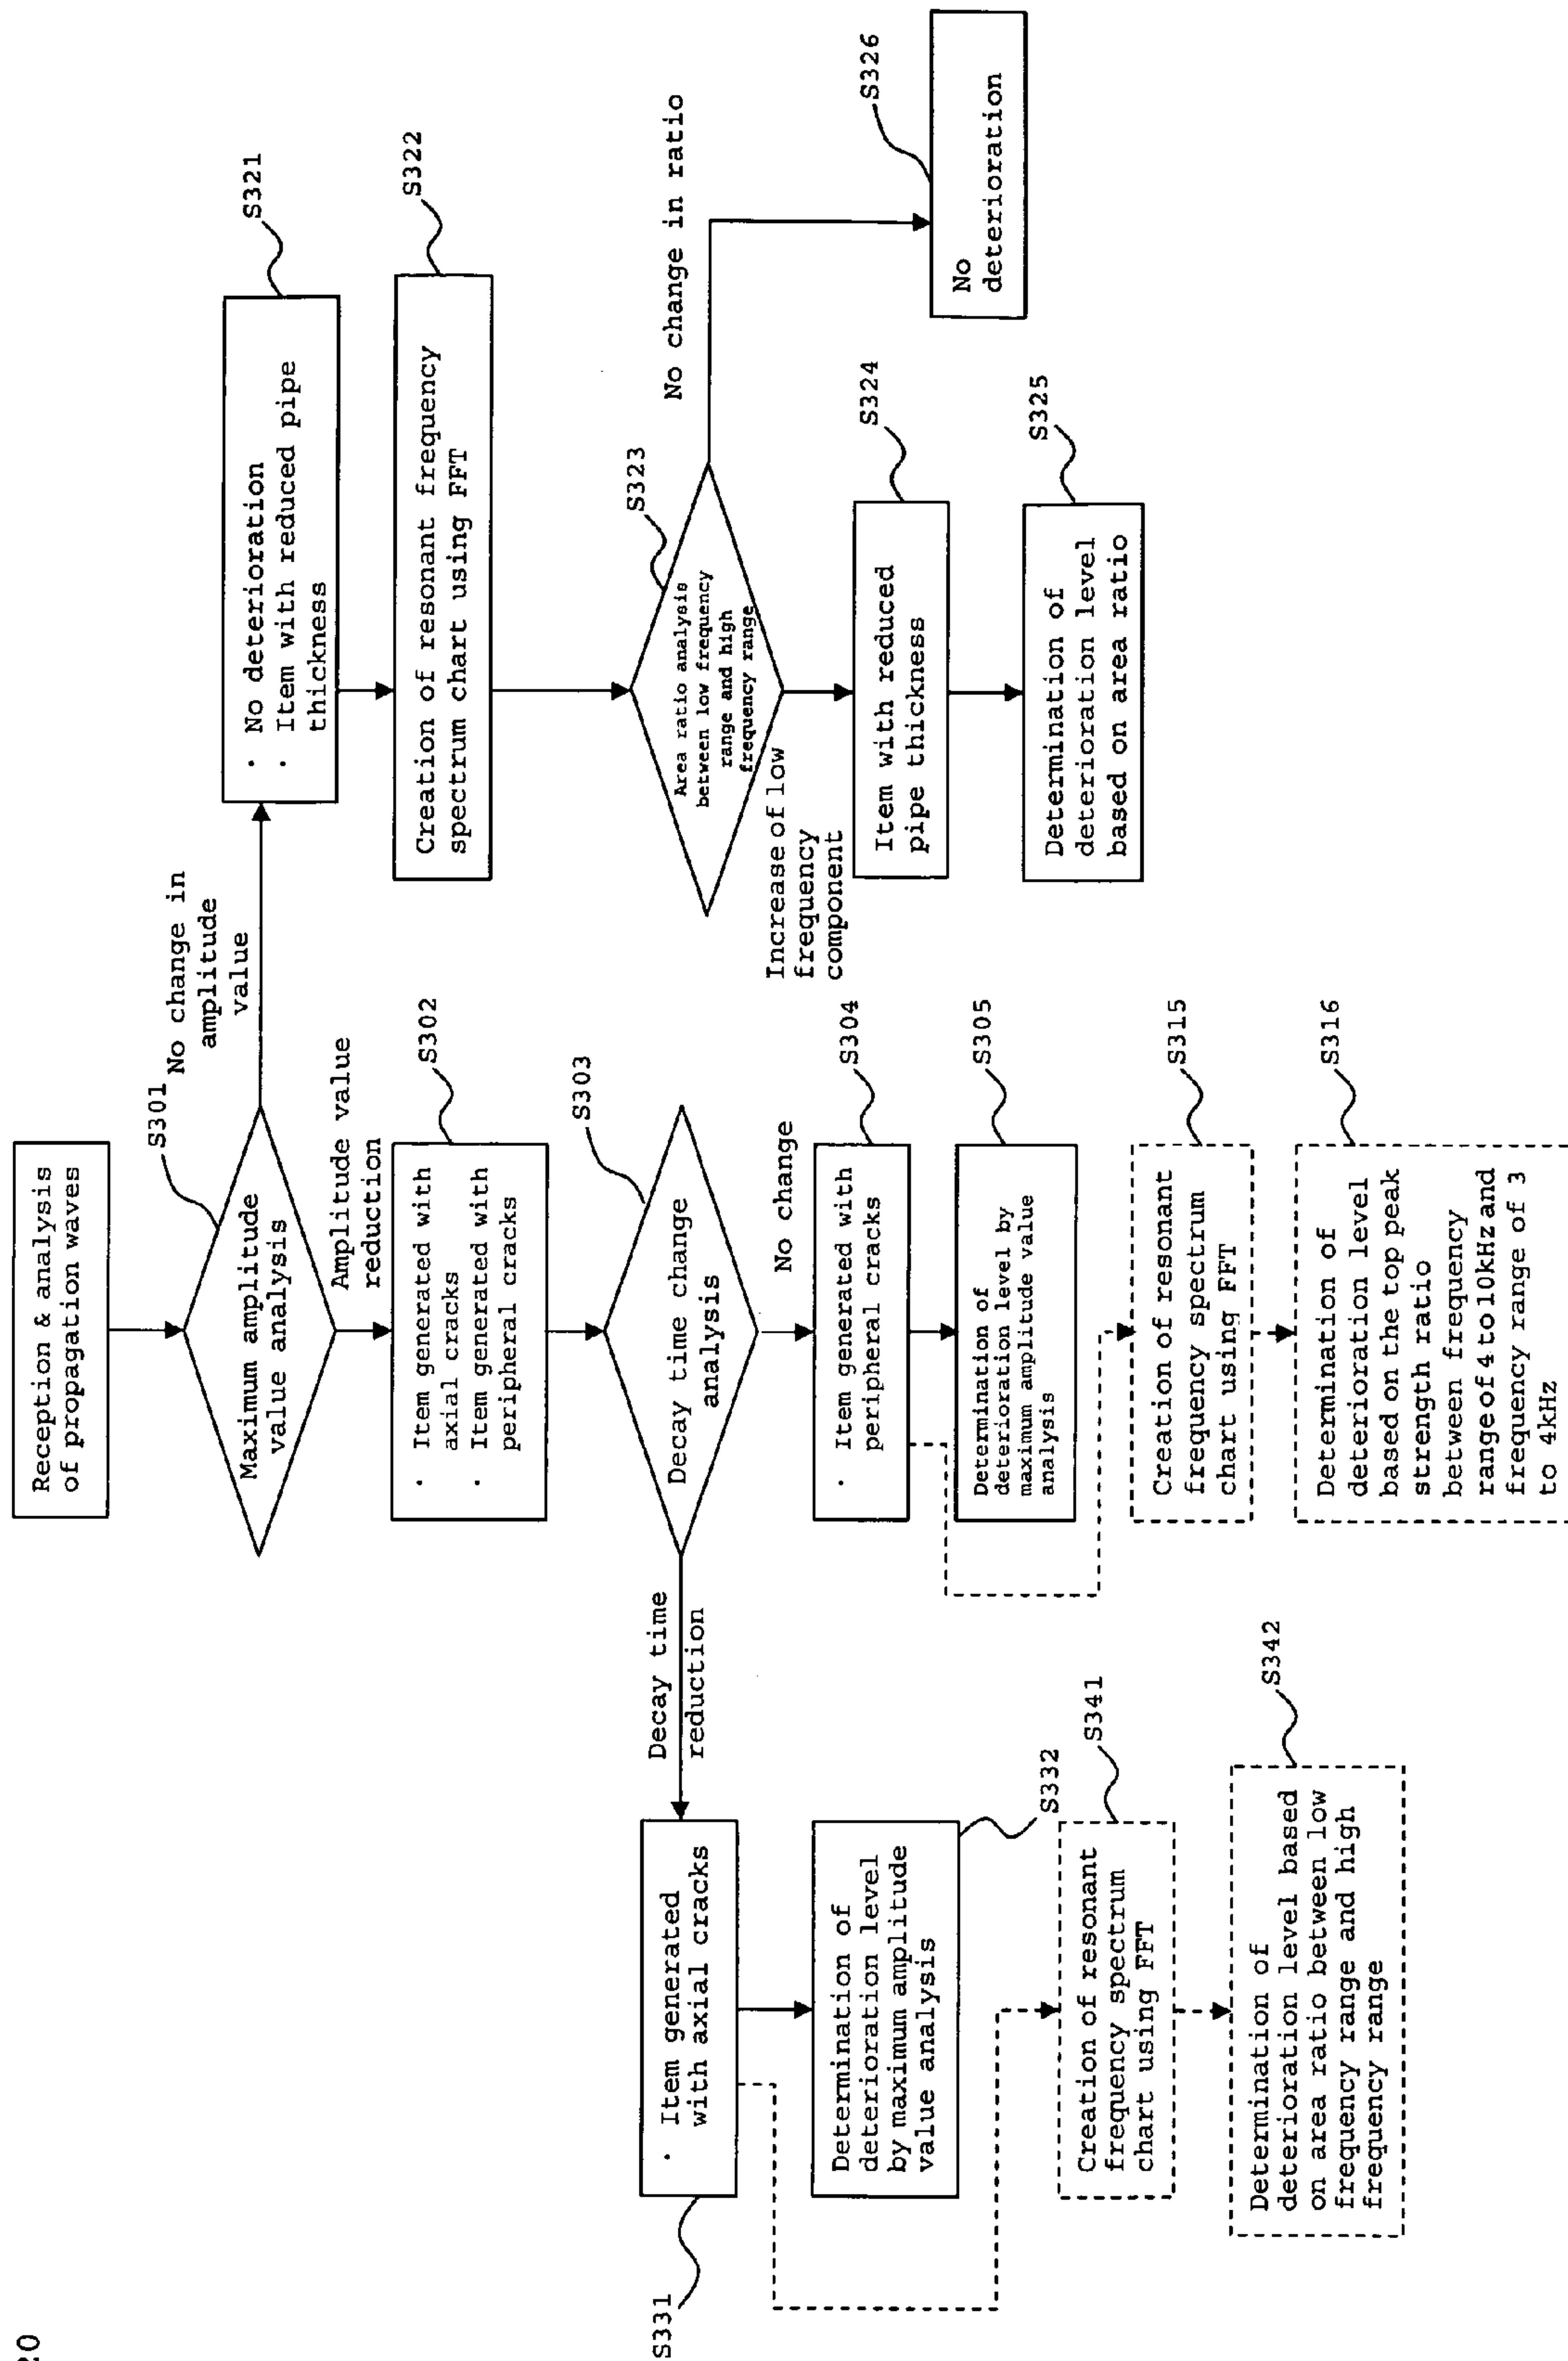 20
Reception & analysis
of propagation waves
S301
Maximum amplitude
value analysis
No change in
amplitude
value
Amplitude value
reduction
· No deterioration
· Item with reduced pipe
thickness
S321
· Item generated with
axial cracks
· Item generated with
peripheral cracks
S302
Creation of resonant frequency
spectrum chart using FFT
S322
Decay time change
analysis
S303
Decay time
reduction
No change
Area ratio analysis
between low frequency
range and high
frequency range
S323
No change in ratio
Increase of low
frequency
component
· Item generated
with axial cracks
S331
· Item generated with
peripheral cracks
S304
Item with reduced
pipe thickness
S324
No
deterioration
S326
Determination of
deterioration level
by maximum amplitude
value analysis
S332
Determination of
deterioration level by
maximum amplitude value
analysis
S305
Determination of
deterioration level
based on area ratio
S325
Creation of resonant
frequency spectrum
chart using FFT
S341
Creation of resonant
frequency spectrum
chart using FFT
S315
Determination of
deterioration level based
on area ratio between low
frequency range and high
frequency range
S342
Determination of
deterioration level
based on the top peak
strength ratio
between frequency
range of 4 to 10kHz and
frequency range of 3
to 4kHz
S316